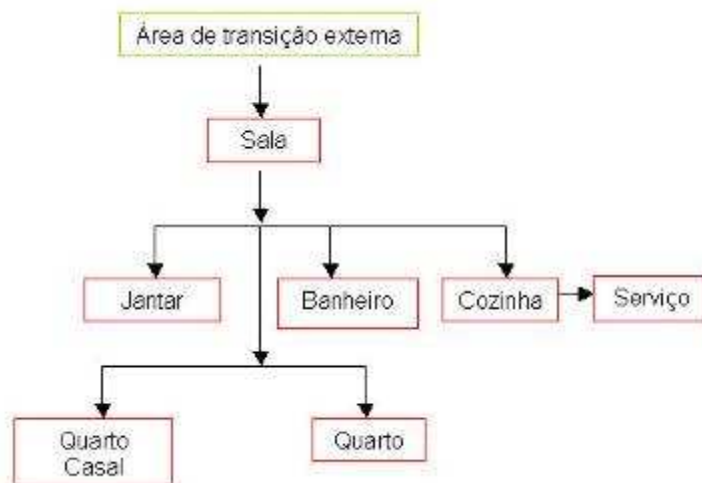 Área de transição externa
Sala
Jantar
Banheiro
Cozinha
Serviço
Quarto
Casal
Quarto